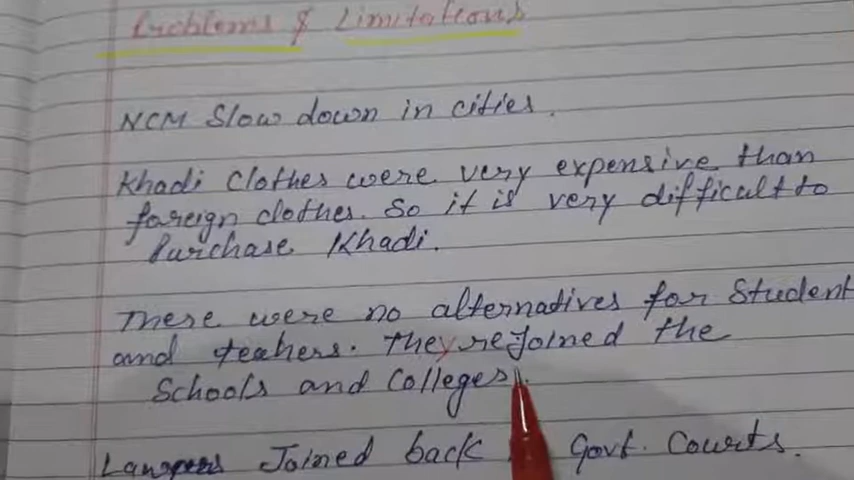 Problems & Limitations
NCM Slow down in cities.
Khadi Clothes were very expensive than
foreign clothes. So it is very difficult to
Purchase Khadi.
There were no alternatives for Student
and teachers. They rejoined the
Schools and Colleges.
Joined back Govt. Courts.